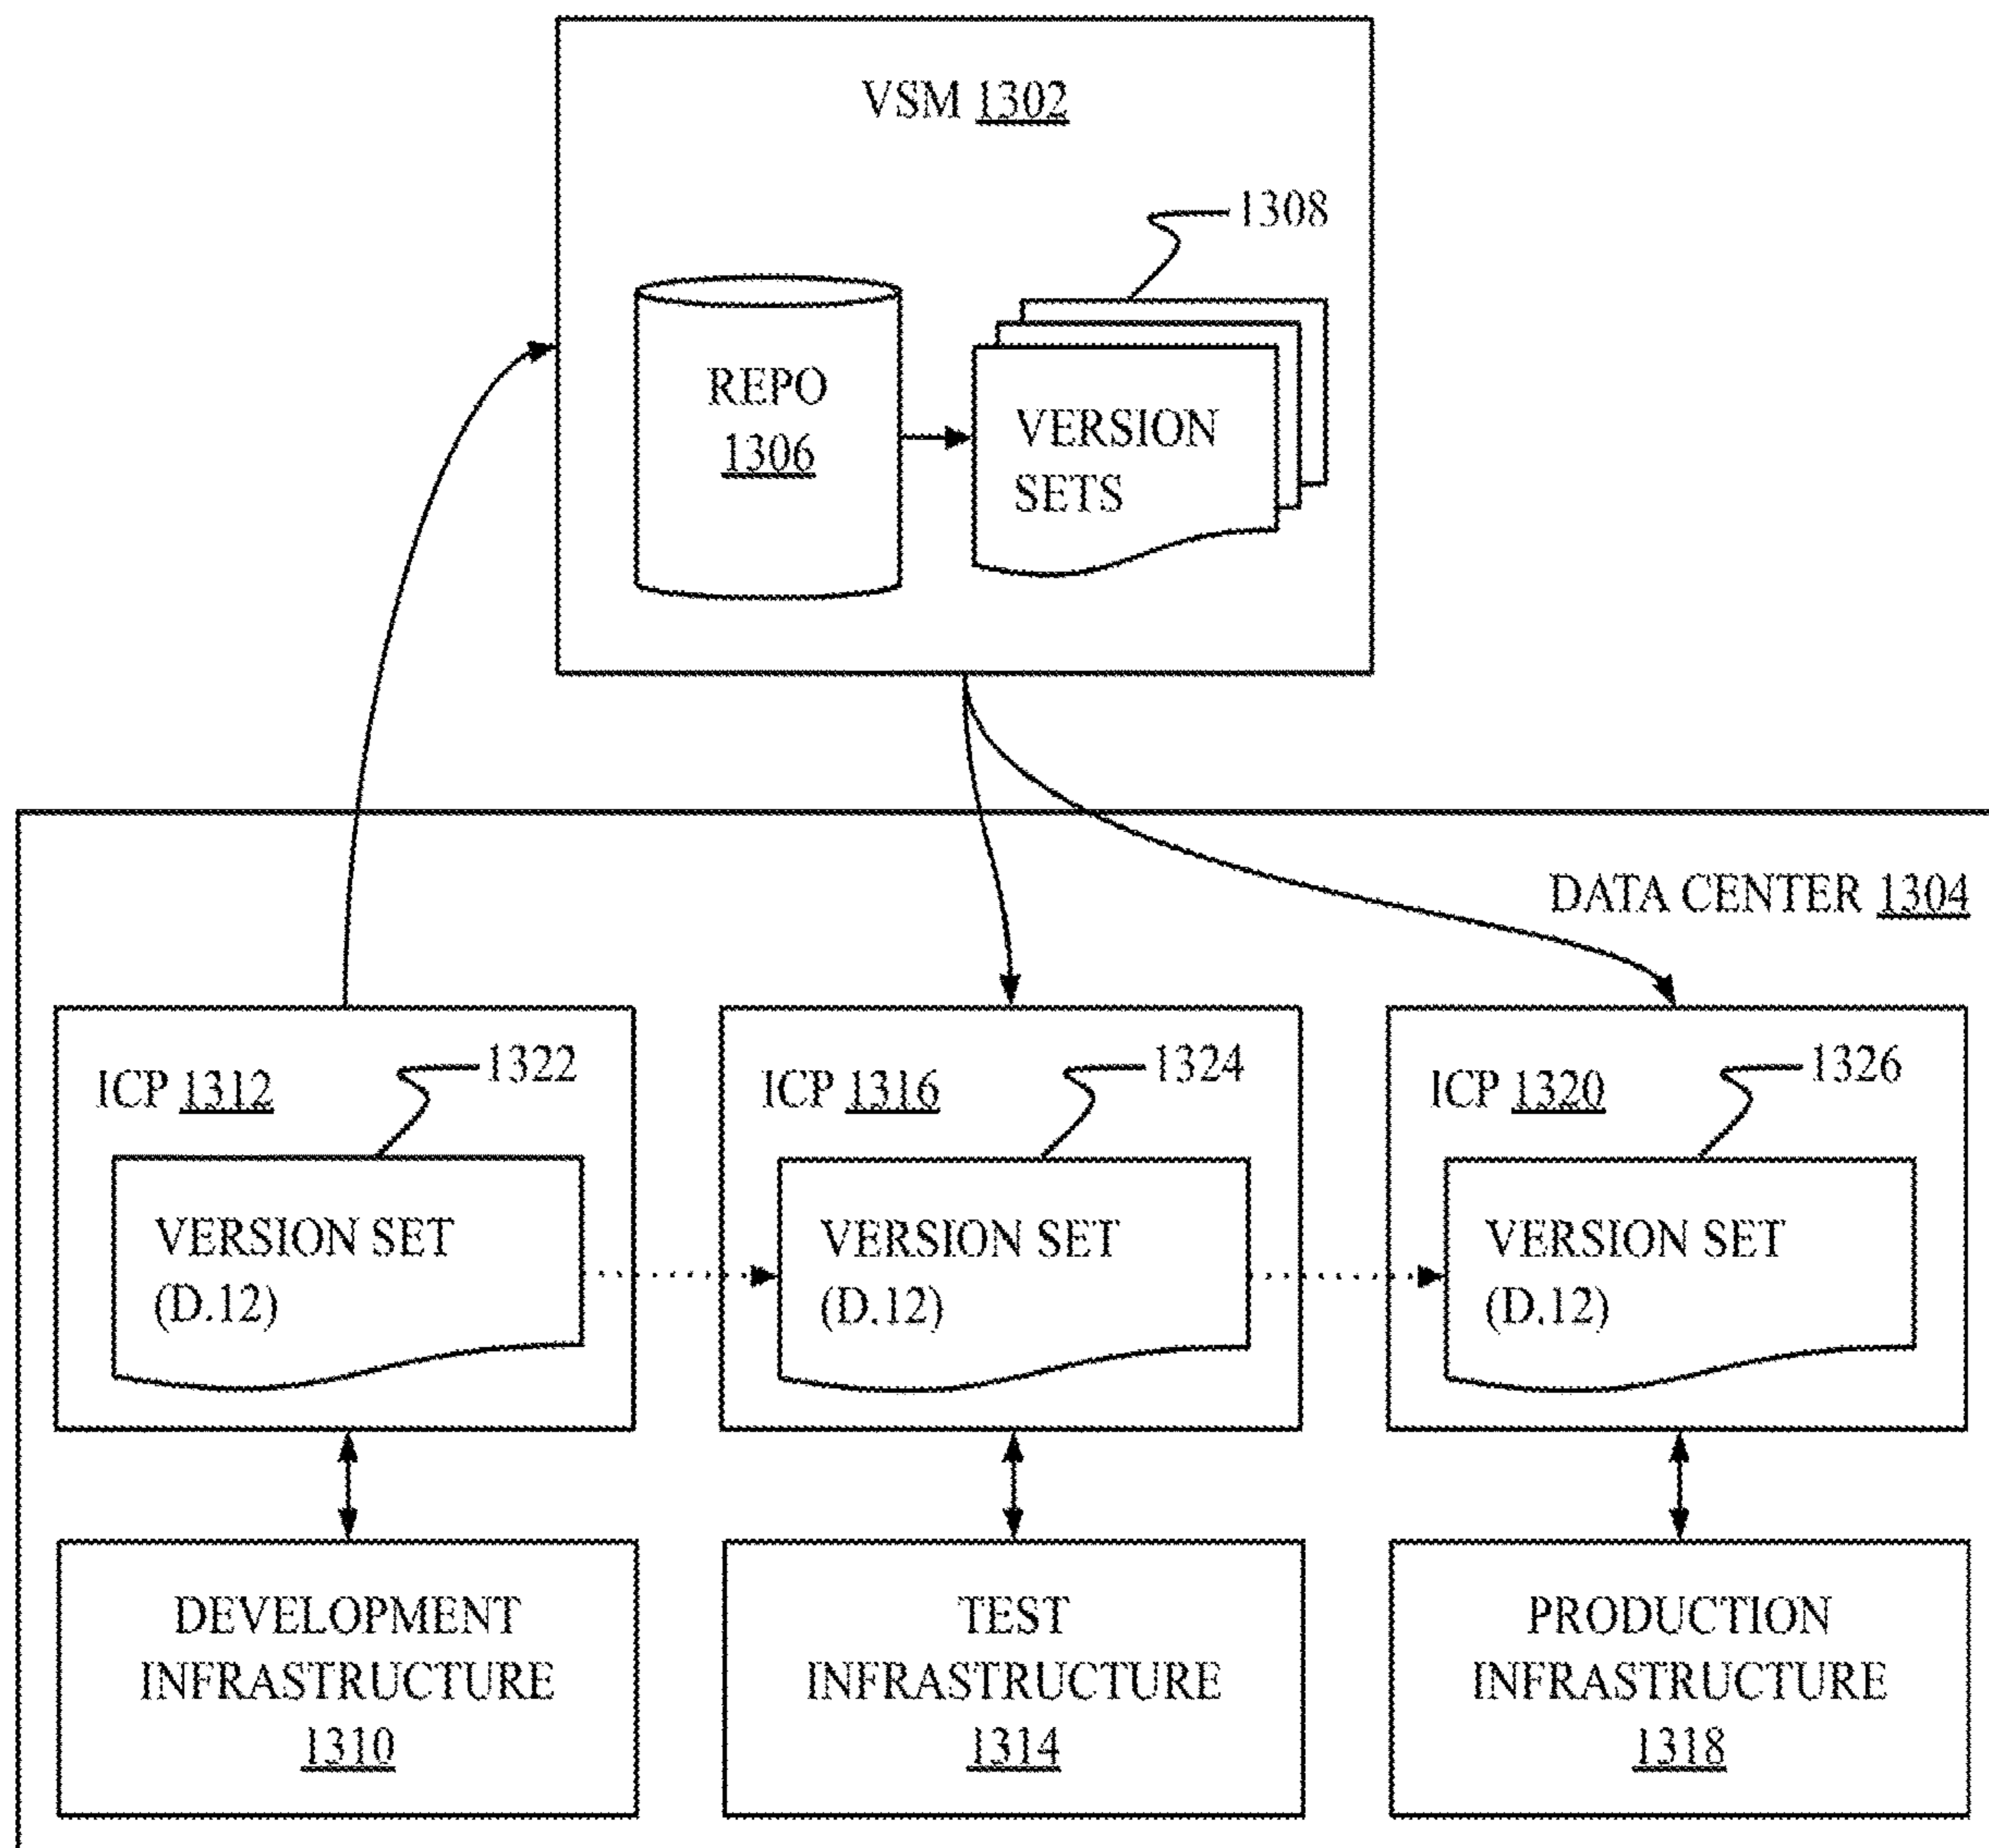 VSM 1302
1308
REPO
1306
VERSION
SETS
DATA CENTER 1304
ICP 1312
1322
VERSION SET
(D.12)
ICP 1316
1324
VERSION SET
(D.12)
ICP 1320
1326
VERSION SET
(D.12)
DEVELOPMENT
INFRASTRUCTURE
1310
TEST
INFRASTRUCTURE
1314
PRODUCTION
INFRASTRUCTURE
1318